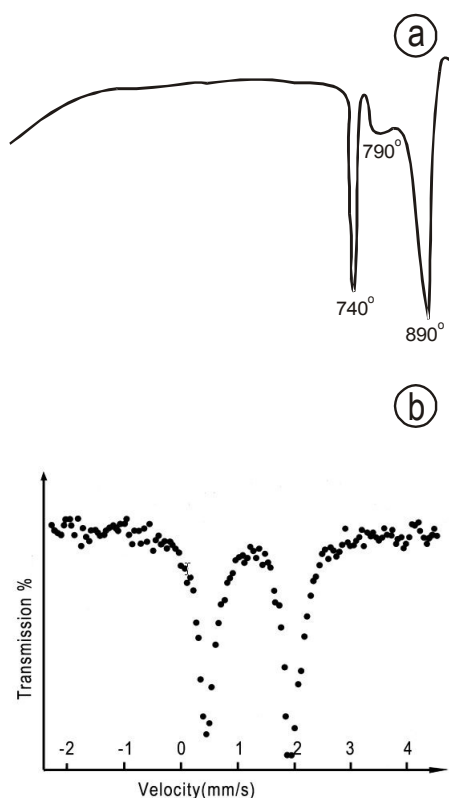 a
790°
740°
890°
b
Transmission %
-2 -1 0 1 2 3 4
Velocity(mm/s)